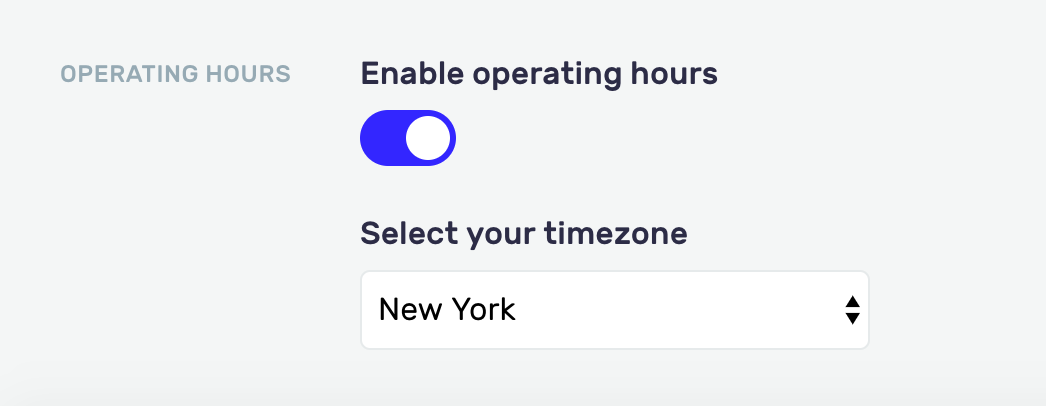 OPERATING HOURS
Enable operating hours
Select your timezone
New York